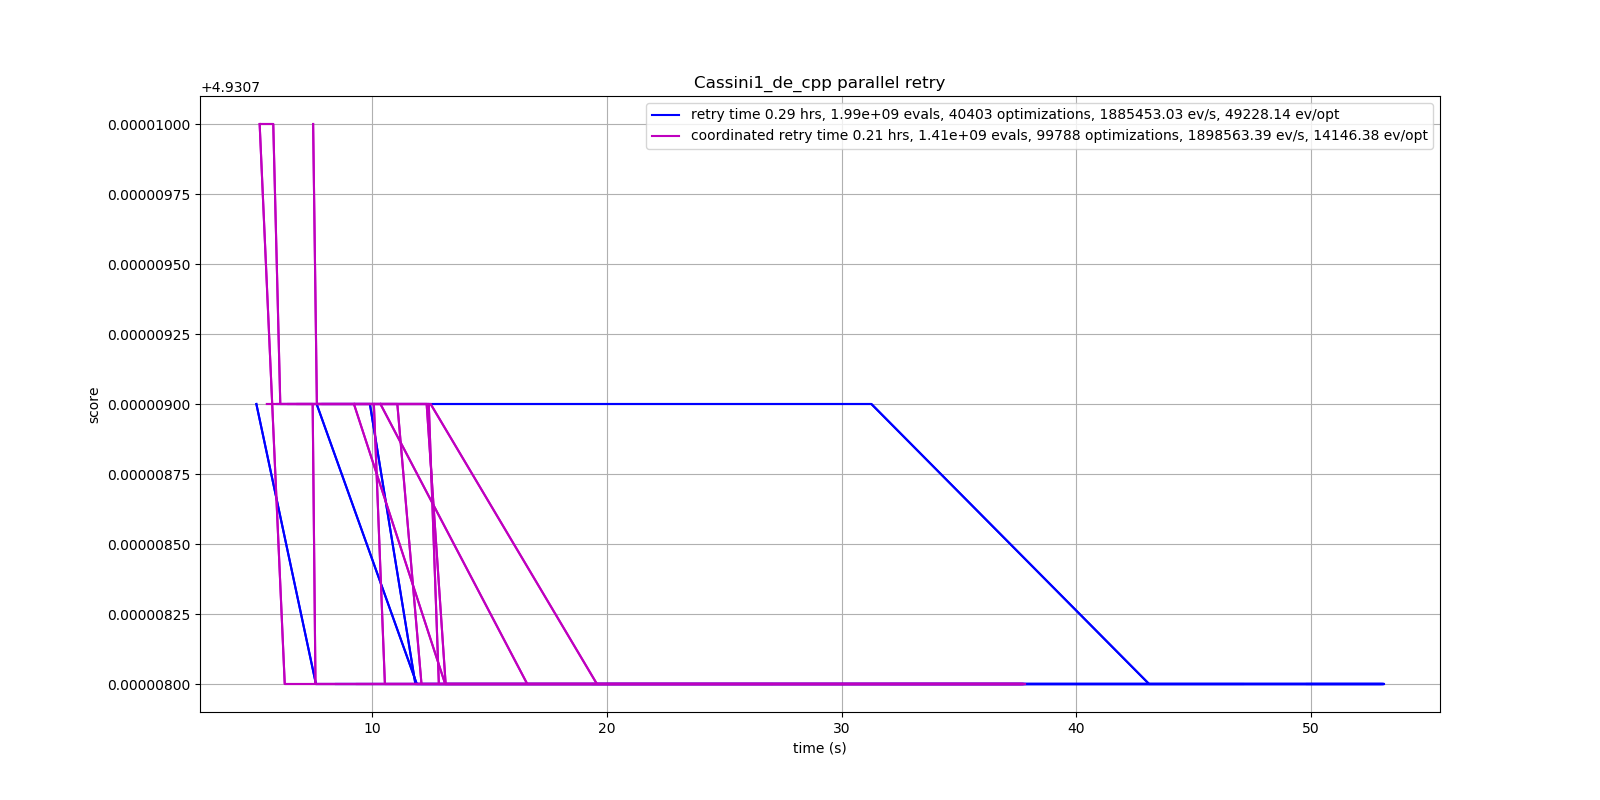 Cassini1_de_cpp parallel retry
+4.9307
retry time 0.29 hrs, 1.99e+09 evals, 40403 optimizations, 1885453.03 ev/s, 49228.14 ev/opt
coordinated retry time 0.21 hrs, 1.41e+09 evals, 99788 optimizations, 1898563.39 ev/s, 14146.38 ev/opt
0.00001000
0.00000975
0.00000950
0.00000925
0.00000900
0.00000875
0.00000850
0.00000825
0.00000800
score
10 20 30 40 50
time (s)